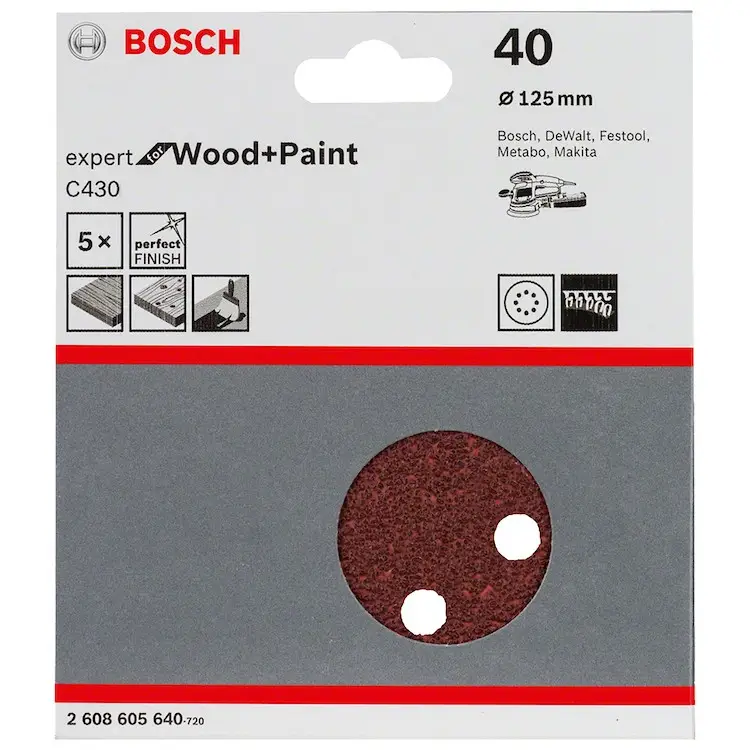 BOSCH
40
Ø 125 mm
Bosch, DeWalt, Festool,
Metabo, Makita
expert for Wood+Paint
C430
5×
perfect
FINISH
2 608 605 640-720